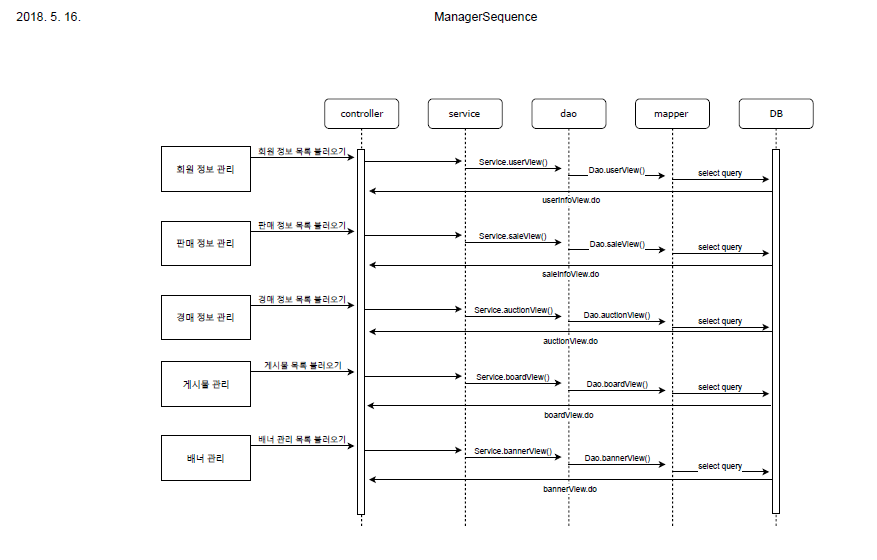 2018. 5. 16.
ManagerSequence
controller
service
dao
mapper
DB
회원 정보 관리
회원 정보 목록 불러오기
Service.userView()
Dao.userView()
select query
userInfoView.do
판매 정보 관리
판매 정보 목록 불러오기
Service.saleView()
Dao.saleView()
select query
saleInfoView.do
경매 정보 관리
경매 정보 목록 불러오기
Service.auctionView()
Dao.auctionView()
select query
auctionView.do
게시물 관리
게시물 목록 불러오기
Service.boardView()
Dao.boardView()
select query
boardView.do
배너 관리
배너 관리 목록 불러오기
Service.bannerView()
Dao.bannerView()
select query
bannerView.do